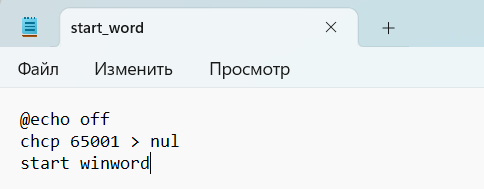 start_word
Файл Изменить Просмотр
@echo off
chcp 65001 > nul
start winword